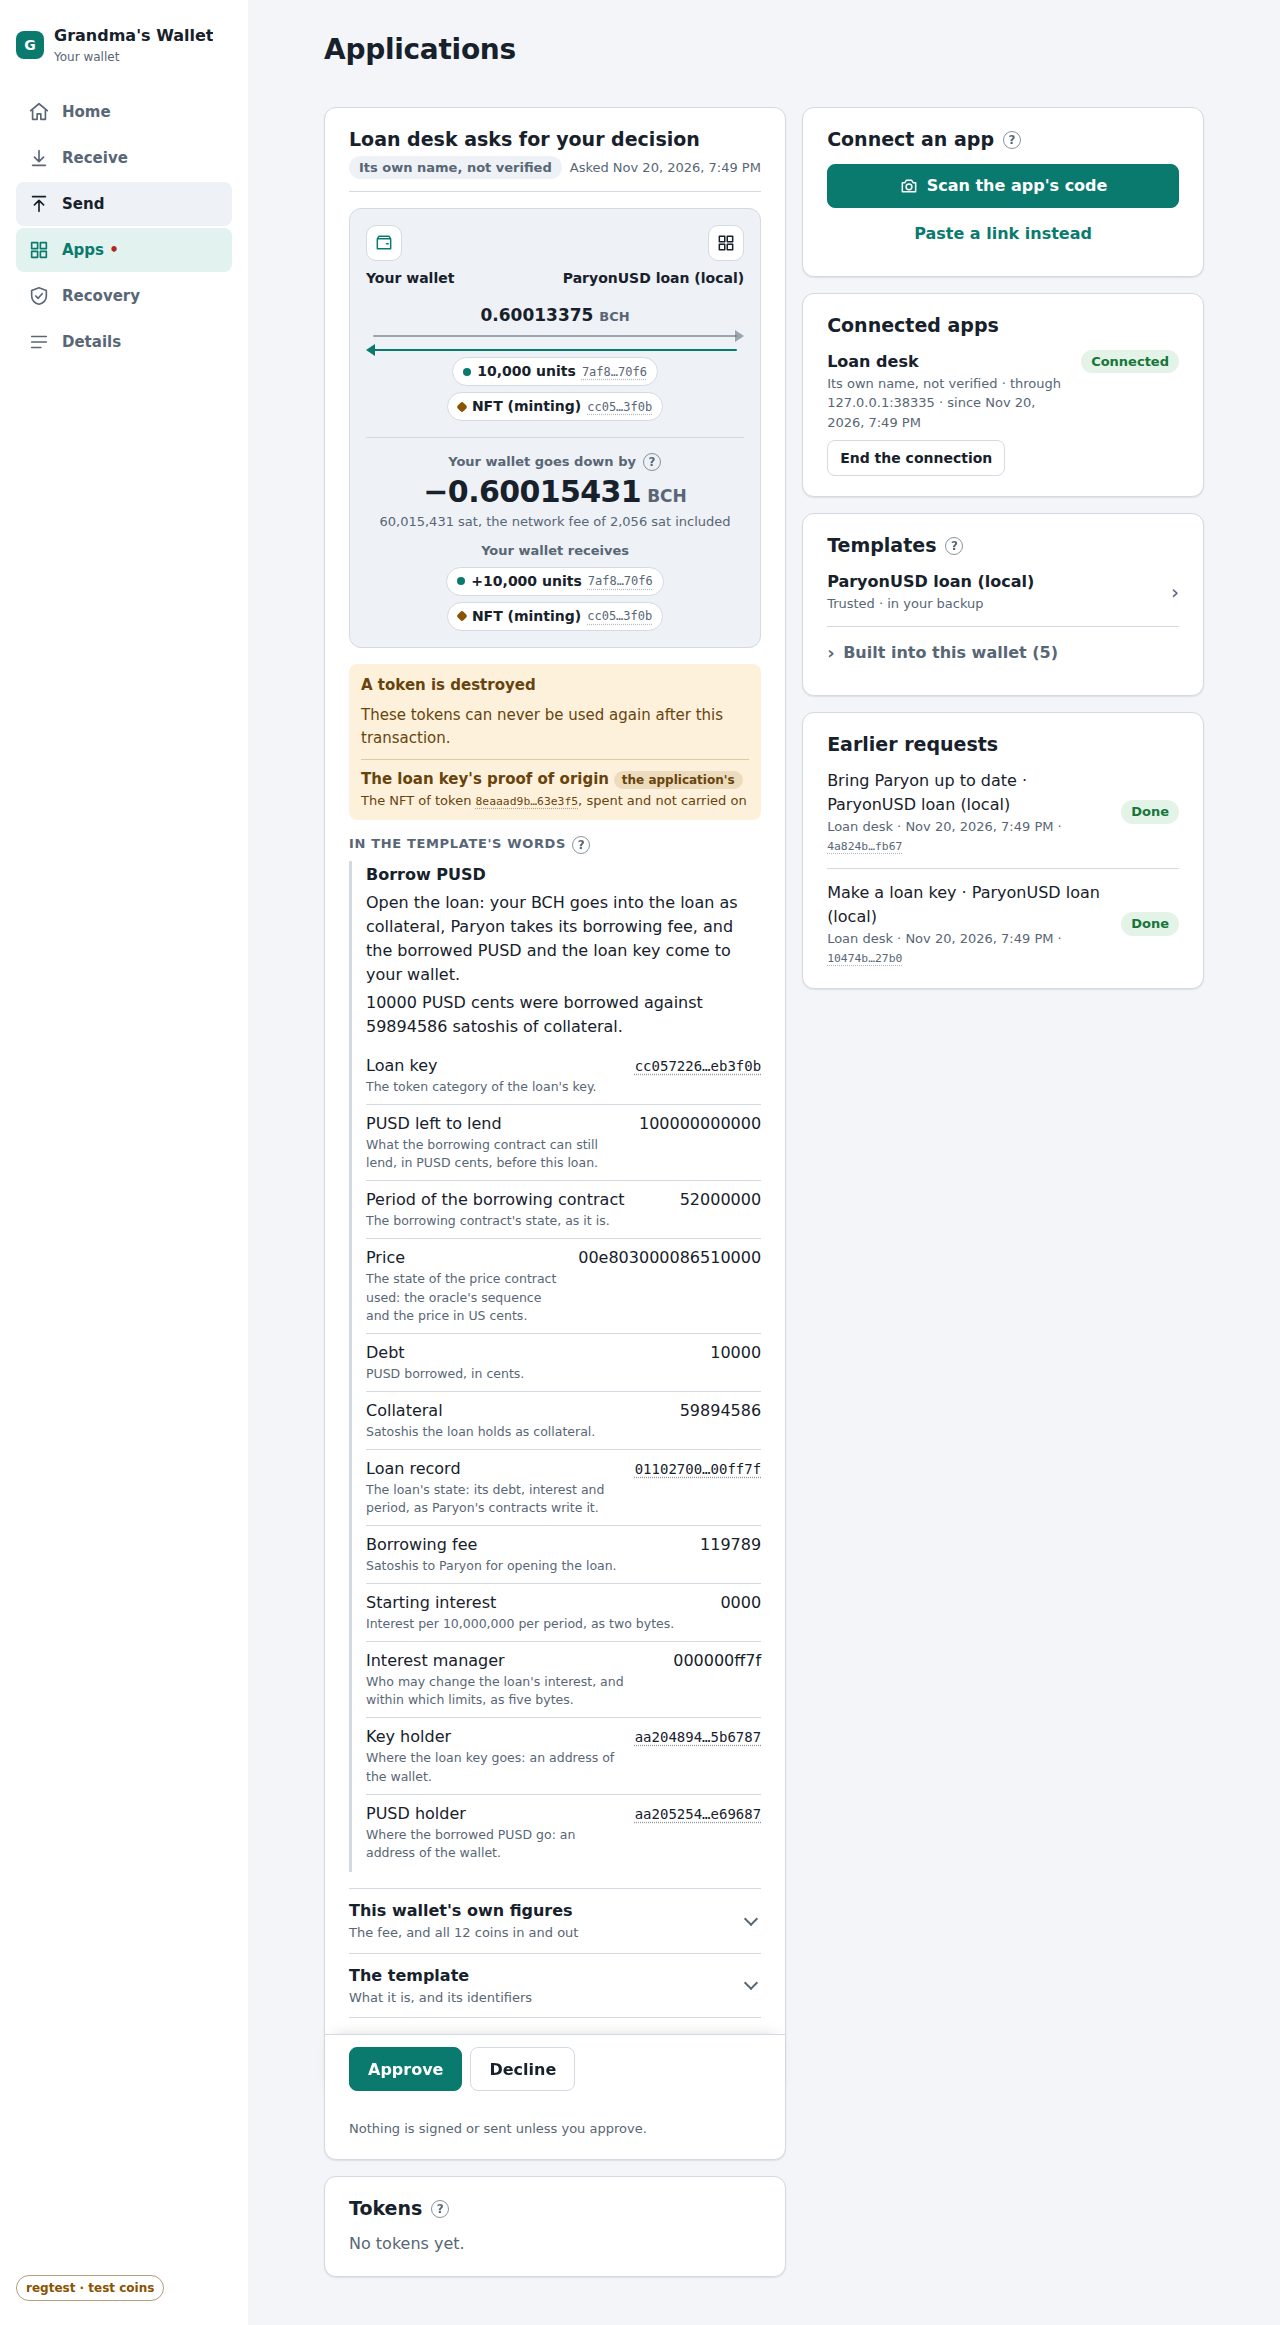 G
Grandma's Wallet
Your wallet
Home
Receive
Send
Apps •
Recovery
Details
regtest · test coins
Applications
Loan desk asks for your decision
Its own name, not verified Asked Nov 20, 2026, 7:49 PM
Your wallet ParyonUSD loan (local)
0.60013375 BCH
10,000 units 7af8…70f6
NFT (minting) cc05…3f0b
Your wallet goes down by ?
−0.60015431 BCH
60,015,431 sat, the network fee of 2,056 sat included
Your wallet receives
+10,000 units 7af8…70f6
NFT (minting) cc05…3f0b
A token is destroyed
These tokens can never be used again after this
transaction.
The loan key's proof of origin the application's
The NFT of token 8eaaad9b…63e3f5, spent and not carried on
IN THE TEMPLATE'S WORDS ?
Borrow PUSD
Open the loan: your BCH goes into the loan as
collateral, Paryon takes its borrowing fee, and
the borrowed PUSD and the loan key come to
your wallet.
10000 PUSD cents were borrowed against
59894586 satoshis of collateral.
Loan key cc057226…eb3f0b
The token category of the loan's key.
PUSD left to lend 100000000000
What the borrowing contract can still
lend, in PUSD cents, before this loan.
Period of the borrowing contract 52000000
The borrowing contract's state, as it is.
Price 00e803000086510000
The state of the price contract
used: the oracle's sequence
and the price in US cents.
Debt 10000
PUSD borrowed, in cents.
Collateral 59894586
Satoshis the loan holds as collateral.
Loan record 01102700…00ff7f
The loan's state: its debt, interest and
period, as Paryon's contracts write it.
Borrowing fee 119789
Satoshis to Paryon for opening the loan.
Starting interest 0000
Interest per 10,000,000 per period, as two bytes.
Interest manager 000000ff7f
Who may change the loan's interest, and
within which limits, as five bytes.
Key holder aa204894…5b6787
Where the loan key goes: an address of
the wallet.
PUSD holder aa205254…e69687
Where the borrowed PUSD go: an
address of the wallet.
This wallet's own figures
The fee, and all 12 coins in and out
The template
What it is, and its identifiers
Approve Decline
Nothing is signed or sent unless you approve.
Tokens ?
No tokens yet.
Connect an app ?
Scan the app's code
Paste a link instead
Connected apps
Loan desk Connected
Its own name, not verified · through
127.0.0.1:38335 · since Nov 20,
2026, 7:49 PM
End the connection
Templates ?
ParyonUSD loan (local)
Trusted · in your backup
›
› Built into this wallet (5)
Earlier requests
Bring Paryon up to date ·
ParyonUSD loan (local)
Loan desk · Nov 20, 2026, 7:49 PM ·
4a824b…fb67
Done
Make a loan key · ParyonUSD loan
(local)
Loan desk · Nov 20, 2026, 7:49 PM ·
10474b…27b0
Done